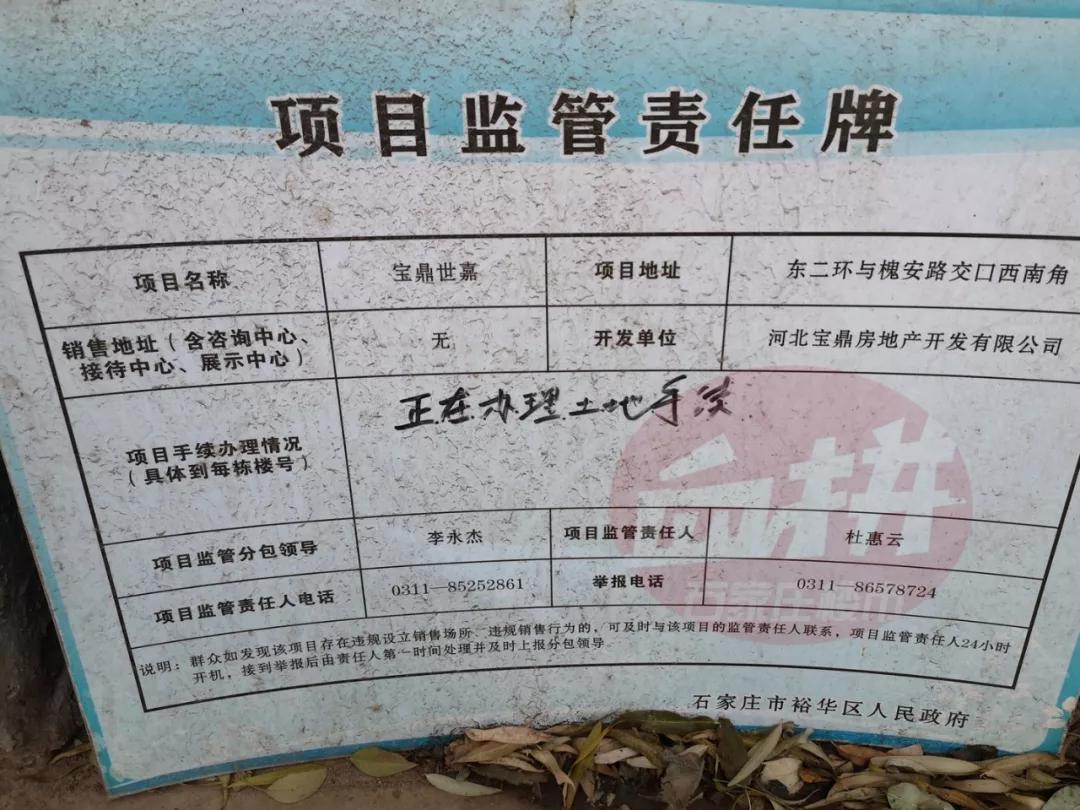 项目监管责任牌
项目名称 宝鼎世嘉 项目地址 东二环与槐安路交口西南角
销售地址（含咨询中心、 无 开发单位 河北宝鼎房地产开发有限公司
接待中心、展示中心）
正在办理土地手续
项目手续办理情况
（具体到每栋楼号）
项目监管分包领导 李永杰 项目监管责任人 杜惠云
项目监管责任人电话 0311—85252861 举报电话 0311—86578724
说明：群众如发现该项目存在违规设立销售场所、违规销售行为的，可及时与该项目的监管责任人联系，项目监管责任人24小时
开机，接到举报后由责任人第一时间处理并及时上报分包领导
石家庄市裕华区人民政府